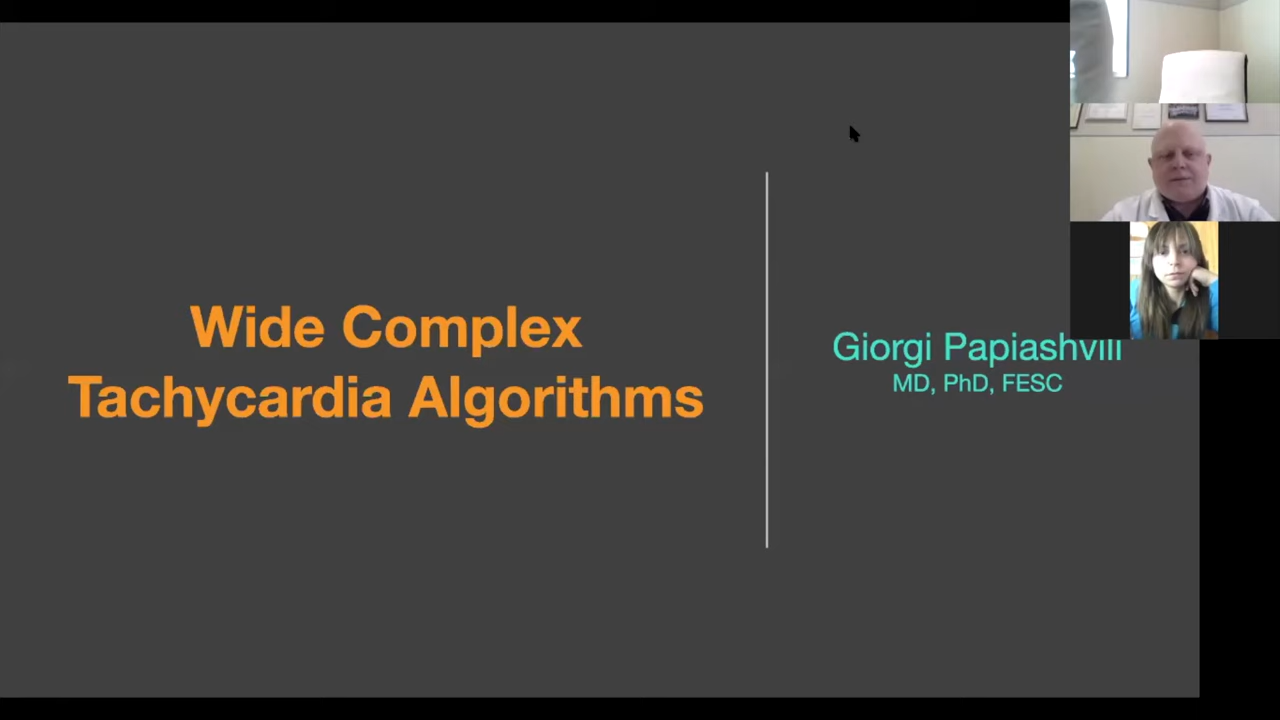 Wide Complex
Tachycardia Algorithms
Giorgi Papiashvili
MD, PhD, FESC